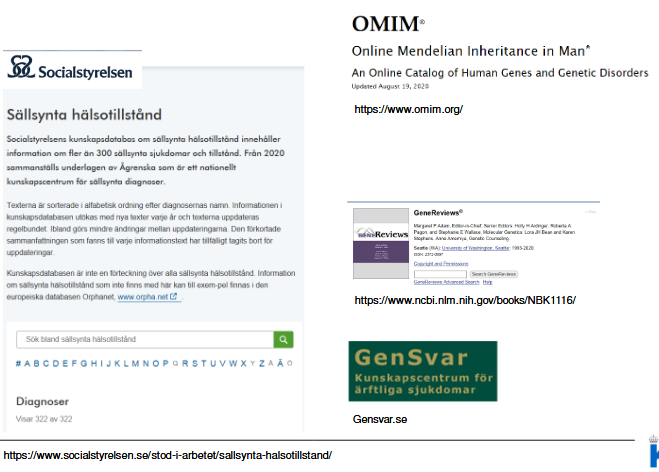 Socialstyrelsen
Sällsynta hälsotillstånd
Socialstyrelsens kunskapsdatabas om sällsynta hälsotillstånd innehåller
information om fler än 300 sällsynta sjukdomar och tillstånd. Från 2020
sammanställs underlagen av Ågrenska som är ett nationellt
kunskapscentrum för sällsynta diagnoser.
Texterna är sorterade i alfabetisk ordning efter diagnosernas namn. Informationen i
kunskapsdatabasen utökas med nya texter varje år och texterna uppdateras
regelbundet. Ibland görs mindre ändringar mellan uppdateringarna. Den förkortade
sammanfattningen som fanns till varje informationstext har tillfälligt tagits bort för
uppdateringar.
Kunskapsdatabasen är inte en förteckning över alla sällsynta hälsotillstånd. Information
om sällsynta hälsotillstånd som inte finns med här kan till exem-pel finnas i den
europeiska databasen Orphanet, www.orpha.net
Sök bland sällsynta hälsotillstånd
# A B C D E F G H I J K L M N O P Q R S T U V W X Y Z Å Ä Ö
Diagnoser
Visar 322 av 322
https://www.socialstyrelsen.se/stod-i-arbetet/sallsynta-halsotillstand/
OMIM®
Online Mendelian Inheritance in Man®
An Online Catalog of Human Genes and Genetic Disorders
Updated August 19, 2020
https://www.omim.org/
GeneReviews®
Margaret P Adam, Editor-in-Chief; Senior Editors: Holly H Ardinger, Roberta A
Pagon, and Stephanie E Wallace; Molecular Genetics: Lora JH Bean and Karen
Stephens; Anne Amemiya, Genetic Counseling.
Seattle (WA): University of Washington, Seattle; 1993-2020.
ISSN: 2372-0697
Copyright and Permissions
Search GeneReviews
GeneReviews Advanced Search Help
https://www.ncbi.nlm.nih.gov/books/NBK1116/
GenSvar
Kunskapscentrum för
ärftliga sjukdomar
Gensvar.se